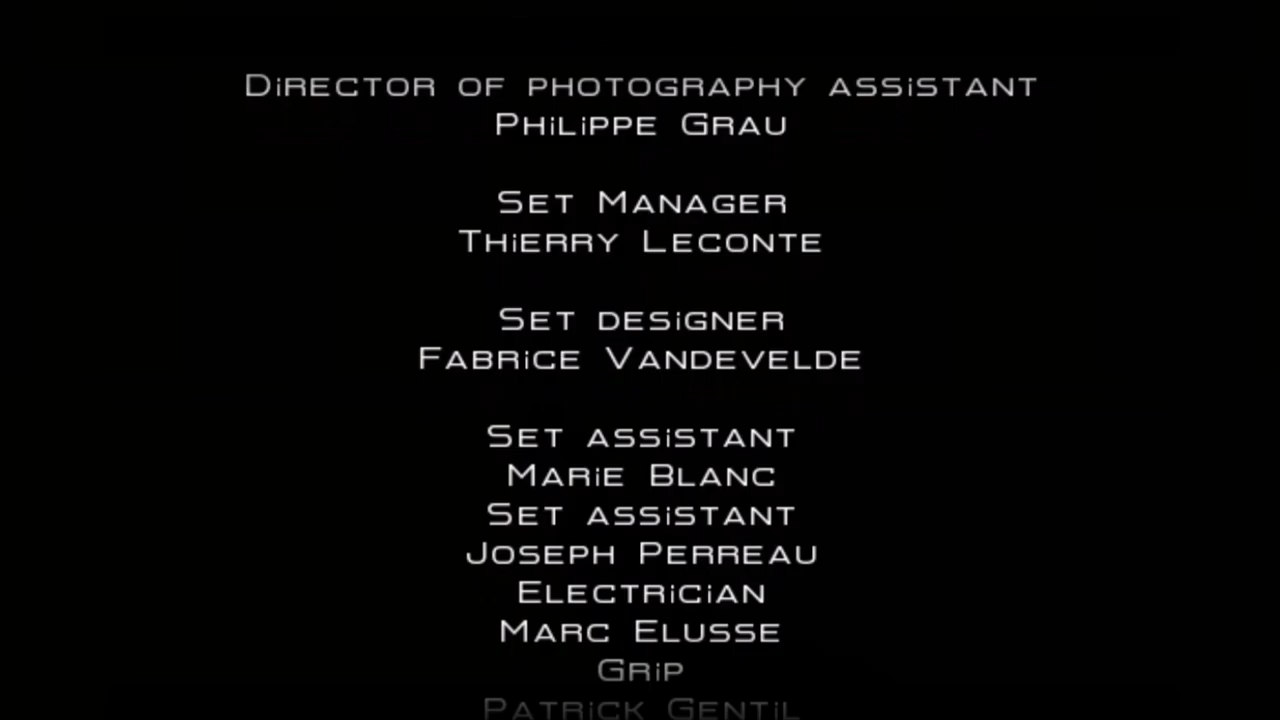 Director of photography assistant
Philippe Grau
Set Manager
Thierry Leconte
Set designer
Fabrice Vandevelde
Set assistant
Marie Blanc
Set assistant
Joseph Perreau
Electrician
Marc Elusse
Grip
Patrick Gentil